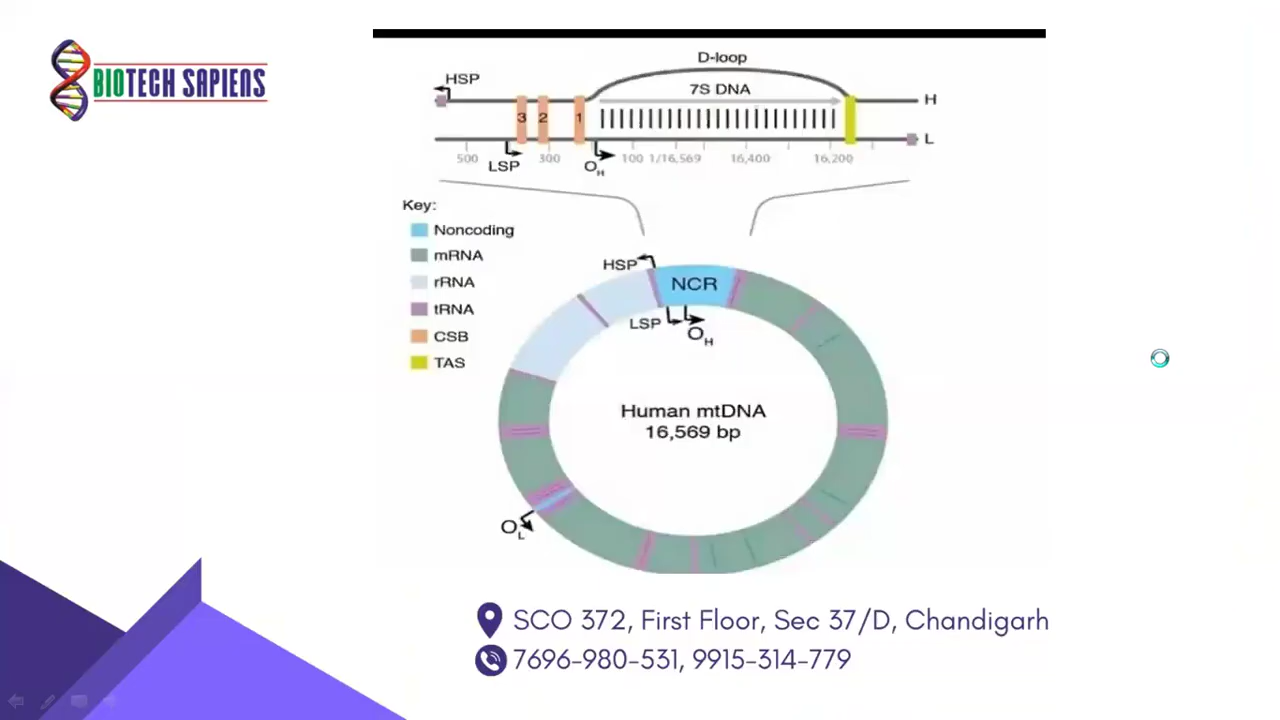 BIOTECH SAPIENS
D-loop
HSP
7S DNA
H
3 2 1
L
500 300 100 1/16,569 16,400 16,200
LSP
OH
Key:
Noncoding
mRNA
rRNA
tRNA
CSB
TAS
HSP
NCR
LSP
OH
Human mtDNA
16,569 bp
OL
SCO 372, First Floor, Sec 37/D, Chandigarh
7696-980-531, 9915-314-779